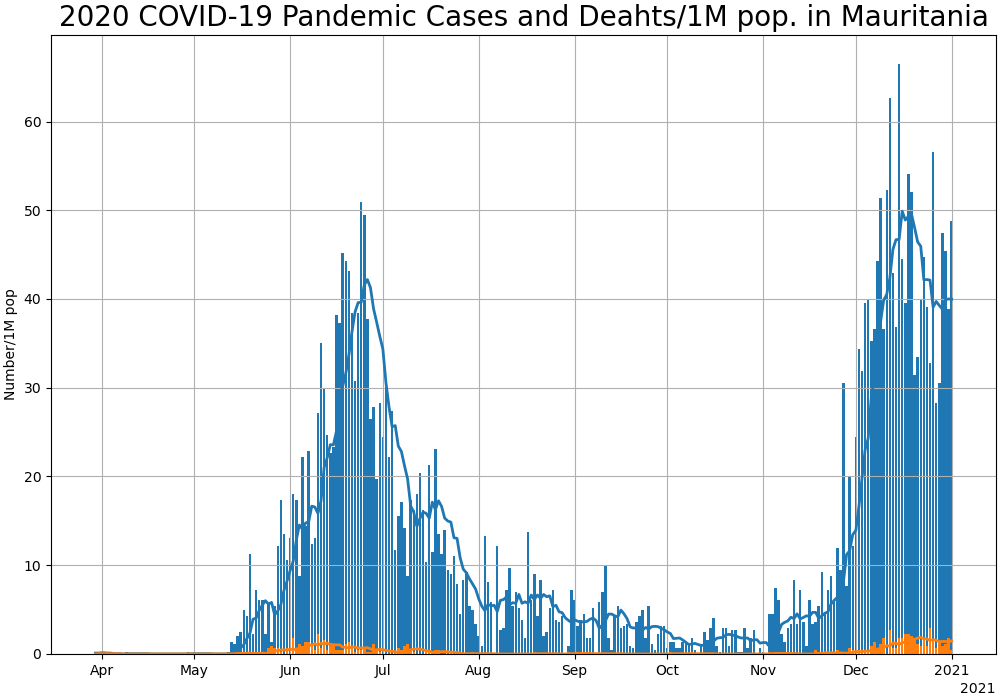 2020 COVID-19 Pandemic Cases and Deahts/1M pop. in Mauritania
Number/1M pop
60
50
40
30
20
10
0
Apr May Jun Jul Aug Sep Oct Nov Dec 2021
2021